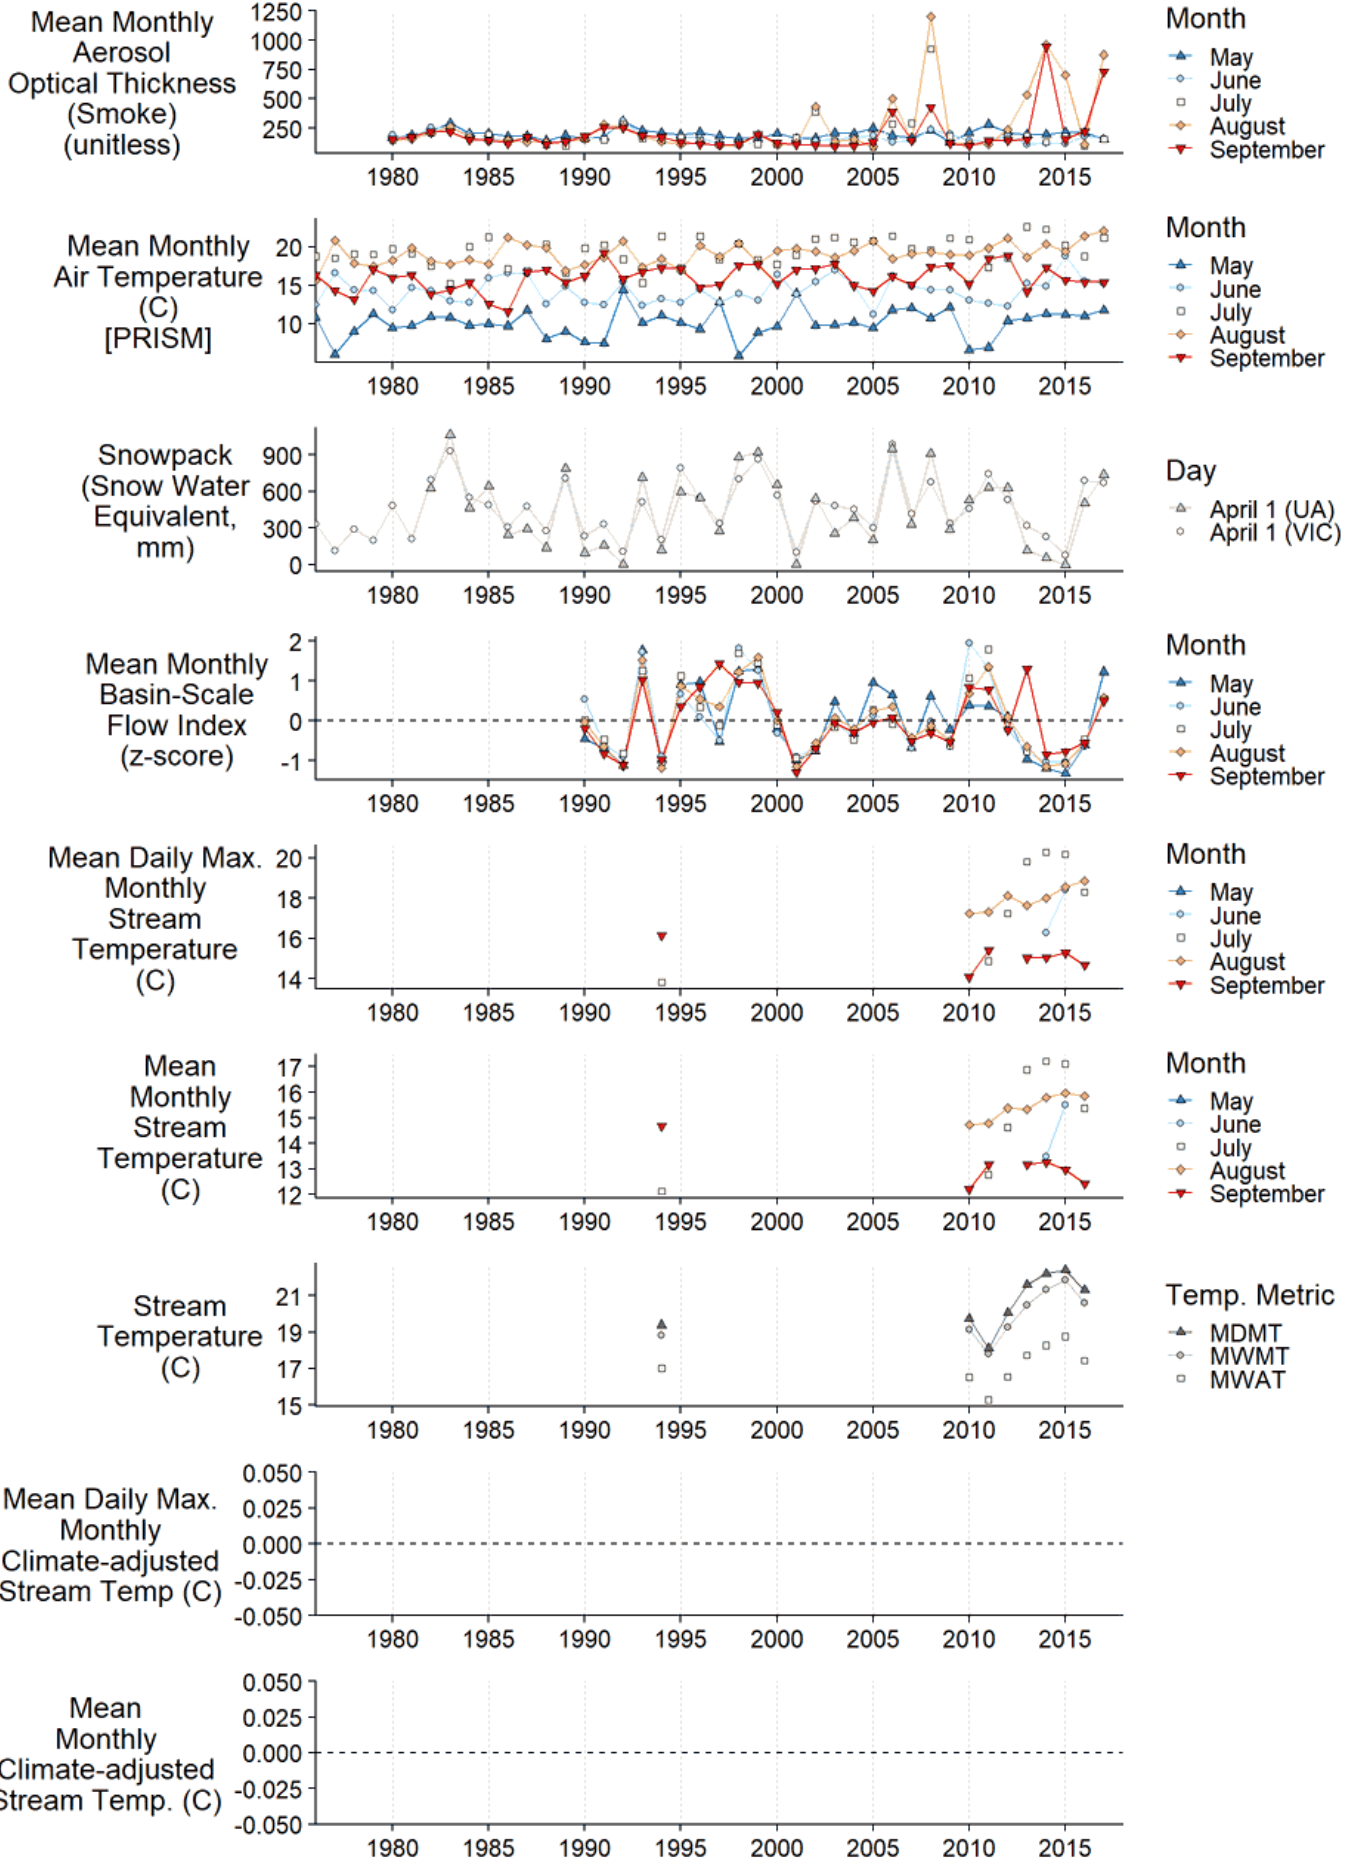 Mean Monthly
Aerosol
Optical Thickness
(Smoke)
(unitless)
1250
1000
750
500
250
1980 1985 1990 1995 2000 2005 2010 2015
Month
May
June
July
August
September
Mean Monthly
Air Temperature
(C)
[PRISM]
20
15
10
1980 1985 1990 1995 2000 2005 2010 2015
Month
May
June
July
August
September
Snowpack
(Snow Water
Equivalent,
mm)
900
600
300
0
1980 1985 1990 1995 2000 2005 2010 2015
Day
April 1 (UA)
April 1 (VIC)
Mean Monthly
Basin-Scale
Flow Index
(z-score)
2
1
0
-1
1980 1985 1990 1995 2000 2005 2010 2015
Month
May
June
July
August
September
Mean Daily Max.
Monthly
Stream
Temperature
(C)
20
18
16
14
1980 1985 1990 1995 2000 2005 2010 2015
Month
May
June
July
August
September
Mean
Monthly
Stream
Temperature
(C)
17
16
15
14
13
12
1980 1985 1990 1995 2000 2005 2010 2015
Month
May
June
July
August
September
Stream
Temperature
(C)
21
19
17
15
1980 1985 1990 1995 2000 2005 2010 2015
Temp. Metric
MDMT
MWMT
MWAT
Mean Daily Max.
Monthly
Climate-adjusted
Stream Temp (C)
0.050
0.025
0.000
-0.025
-0.050
1980 1985 1990 1995 2000 2005 2010 2015
Mean
Monthly
Climate-adjusted
Stream Temp. (C)
0.050
0.025
0.000
-0.025
-0.050
1980 1985 1990 1995 2000 2005 2010 2015